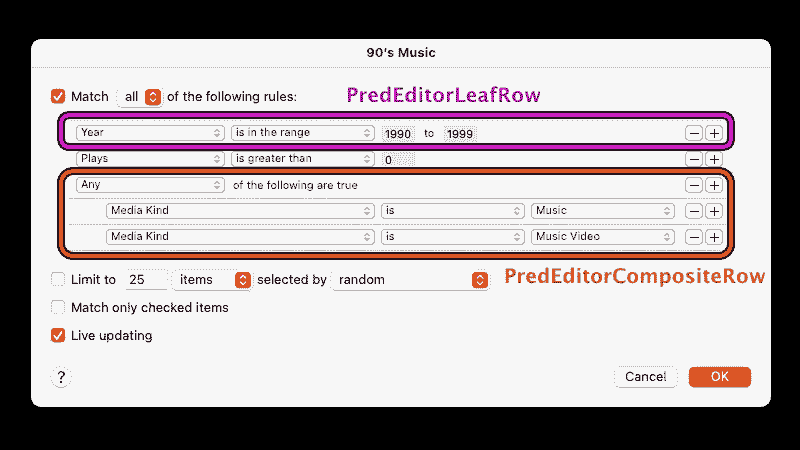 90's Music
Match all of the following rules: PredEditorLeafRow
Year is in the range 1990 to 1999 − +
Plays is greater than 0 − +
Any of the following are true − +
Media Kind is Music − +
Media Kind is Music Video − +
Limit to 25 items selected by random PredEditorCompositeRow
Match only checked items
Live updating
? Cancel OK